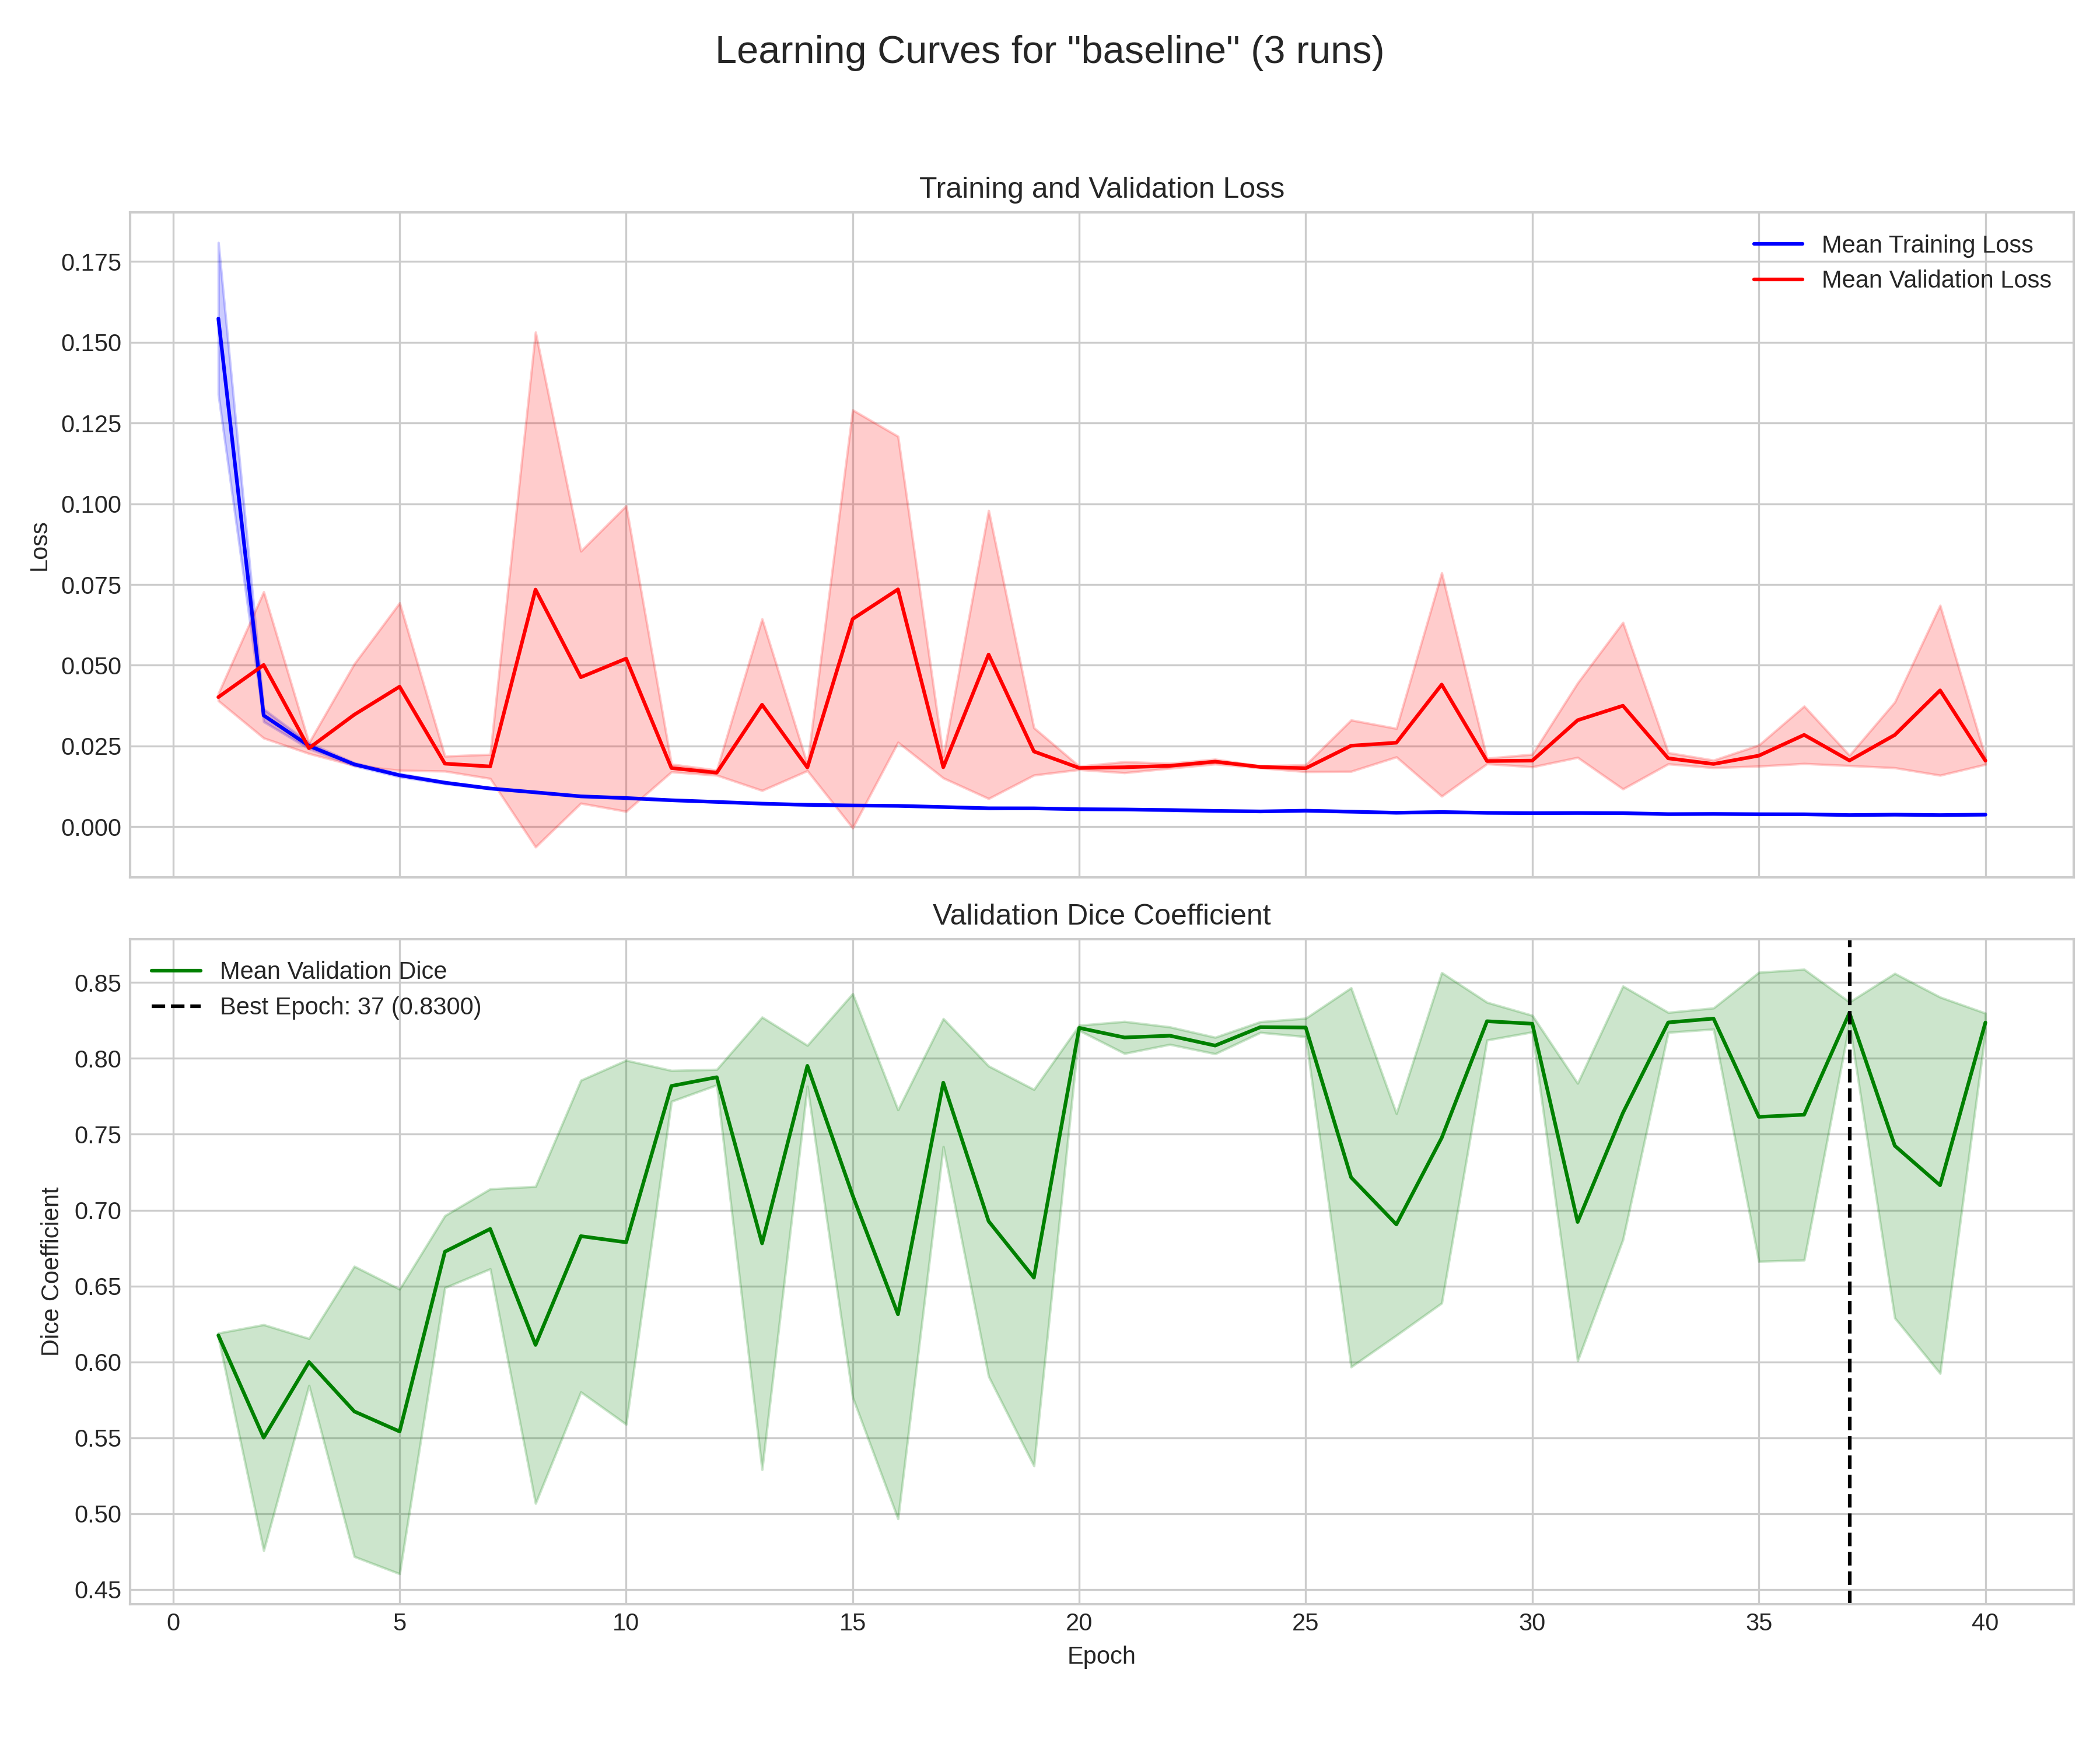 Learning Curves for "baseline" (3 runs)
Training and Validation Loss
Mean Training Loss
Mean Validation Loss
0.175
0.150
0.125
0.100
0.075
0.050
0.025
0.000
Loss
Validation Dice Coefficient
Mean Validation Dice
Best Epoch: 37 (0.8300)
0.85
0.80
0.75
0.70
0.65
0.60
0.55
0.50
0.45
Dice Coefficient
0 5 10 15 20 25 30 35 40
Epoch